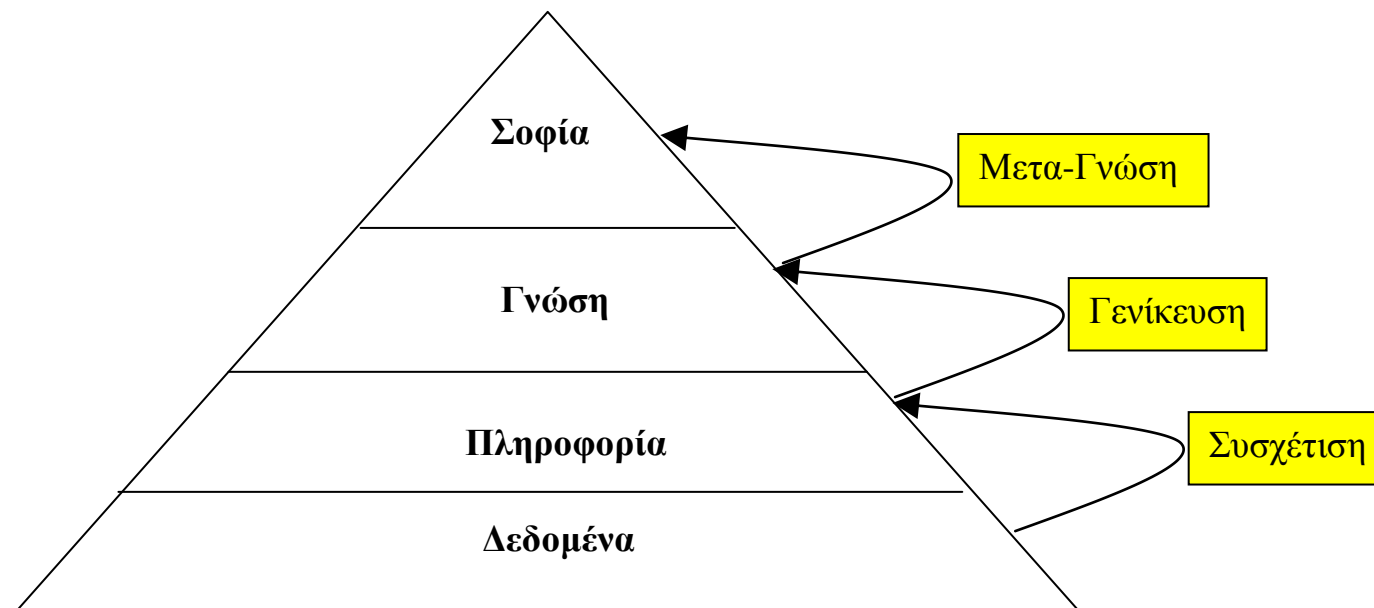 Σοφία
Μετα-Γνώση
Γνώση
Γενίκευση
Πληροφορία
Συσχέτιση
Δεδομένα